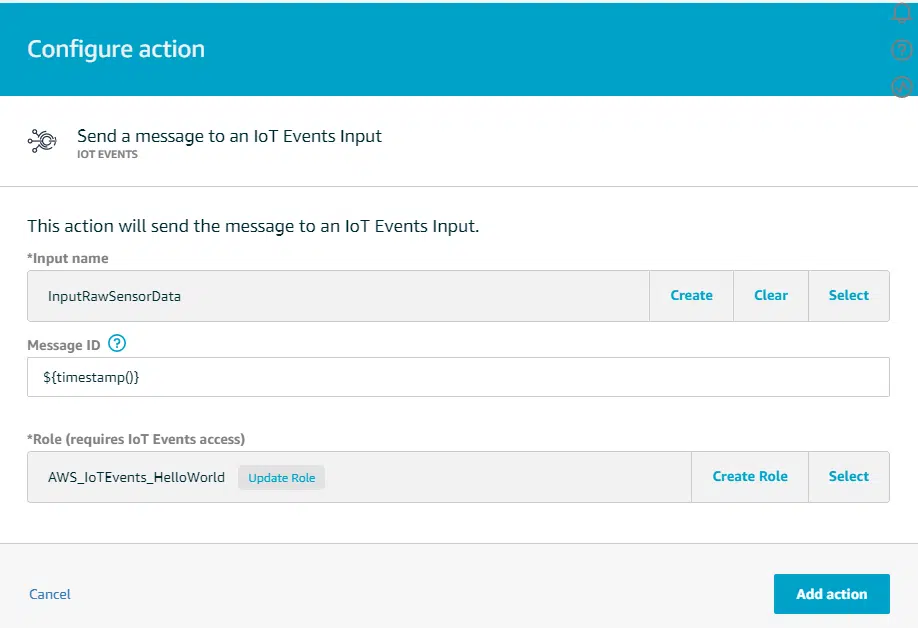 Configure action
Send a message to an IoT Events Input
IOT EVENTS
This action will send the message to an IoT Events Input.
*Input name
InputRawSensorData Create Clear Select
Message ID ?
${timestamp()}
*Role (requires IoT Events access)
AWS_IoTEvents_HelloWorld Update Role Create Role Select
Cancel Add action